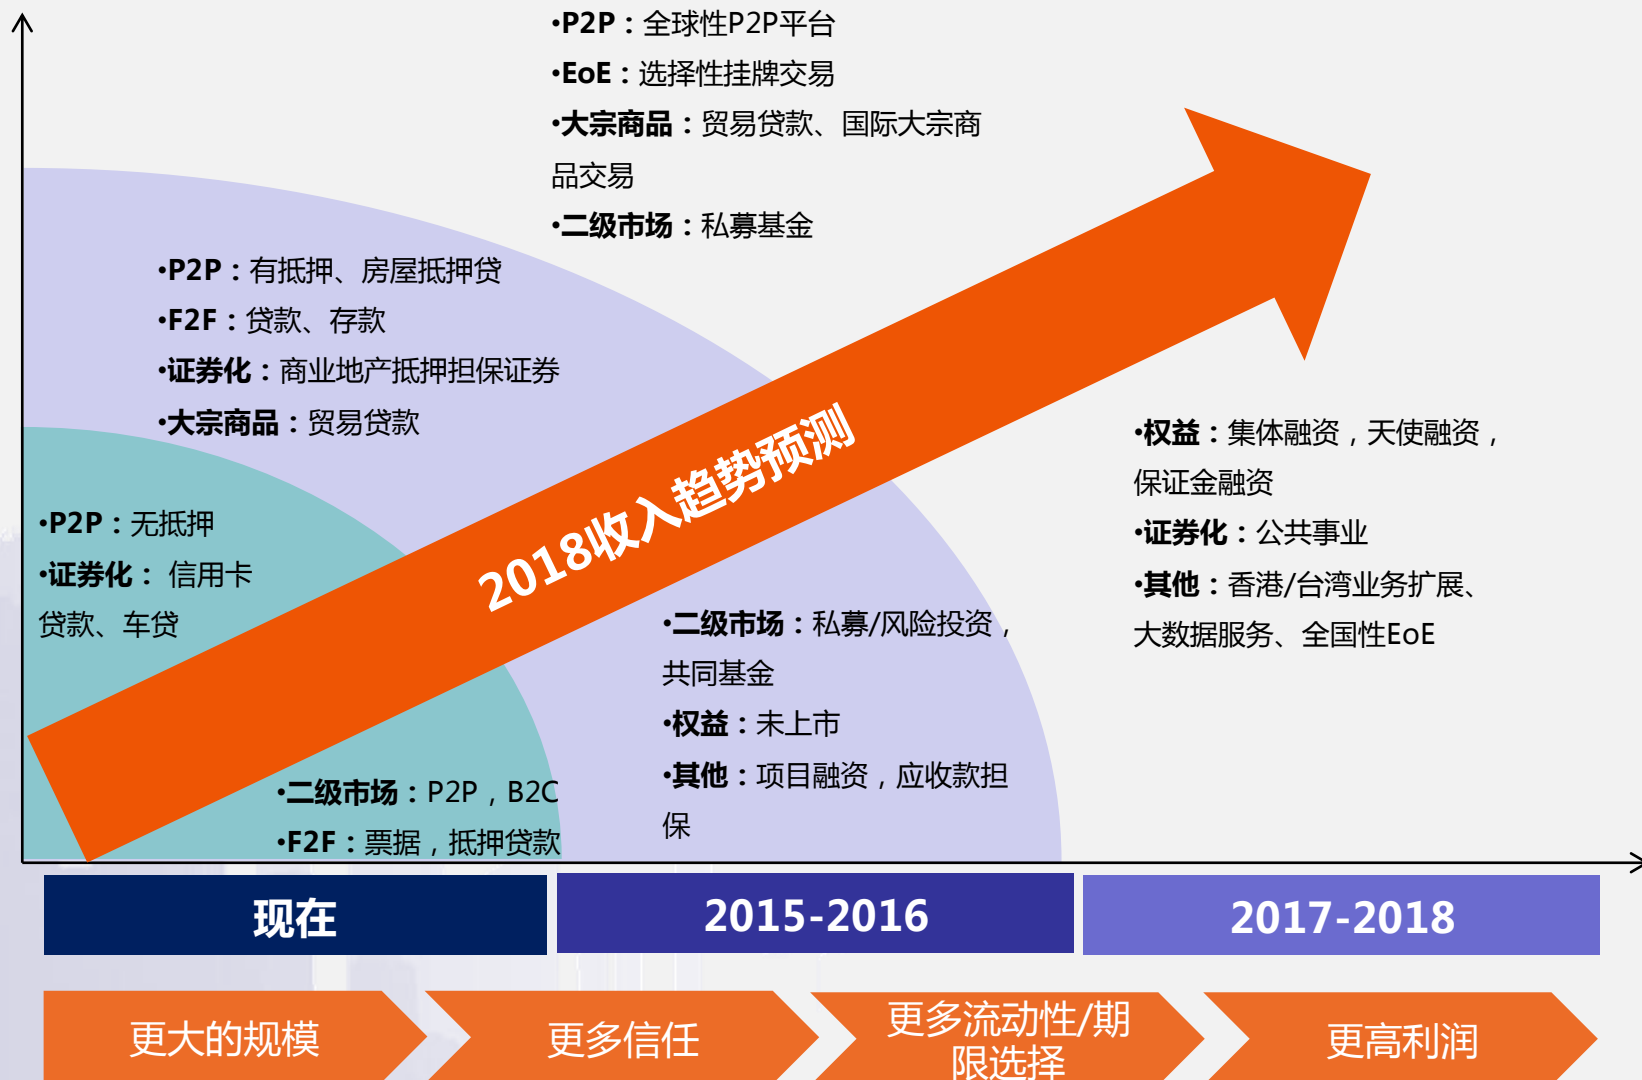 •P2P：全球性P2P平台
•EoE：选择性挂牌交易
•大宗商品：贸易贷款、国际大宗商
品交易
•二级市场：私募基金
•P2P：有抵押、房屋抵押贷
•F2F：贷款、存款
•证券化：商业地产抵押担保证券
•大宗商品：贸易贷款
•P2P：无抵押
•证券化： 信用卡
贷款、车贷
2018收入趋势预测
•权益：集体融资，天使融资，
保证金融资
•证券化：公共事业
•其他：香港/台湾业务扩展、
大数据服务、全国性EoE
•二级市场：私募/风险投资，
共同基金
•权益：未上市
•其他：项目融资，应收款担
保
•二级市场：P2P，B2C
•F2F：票据，抵押贷款
现在
2015-2016
2017-2018
更大的规模
更多信任
更多流动性/期
限选择
更高利润